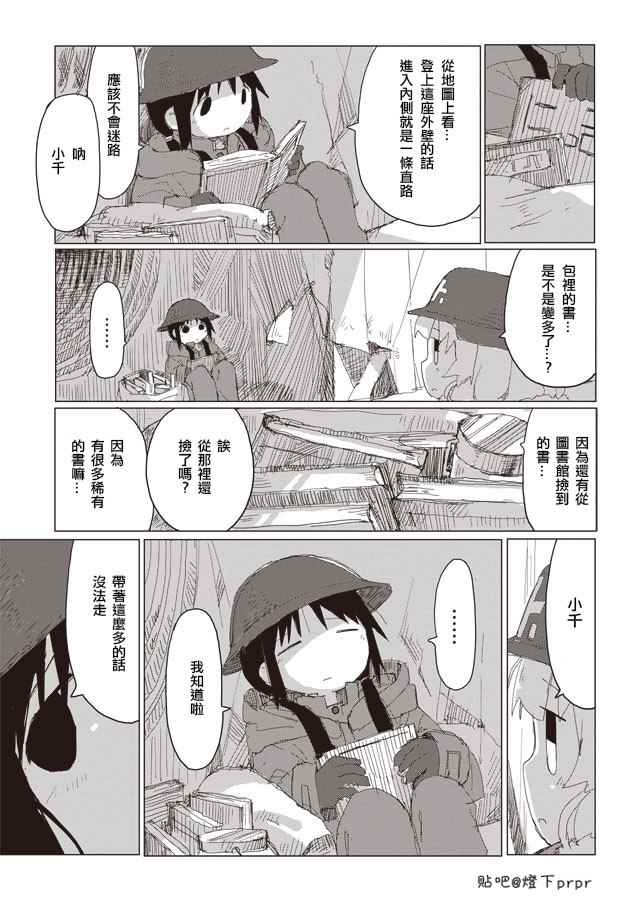 從地圖上看…
登上這座外壁的話
進入內側就是一條直路
應該不會迷路
吶
小千
包裡的書…
是不是變多了…?
……
因為還有從
圖書館撿到
的書…
誒
從那裡還
撿了嗎?
因為
有很多稀有
的書嘛…
小千
……
我知道啦
帶著這麼多的話
沒法走
貼吧@燈下prpr